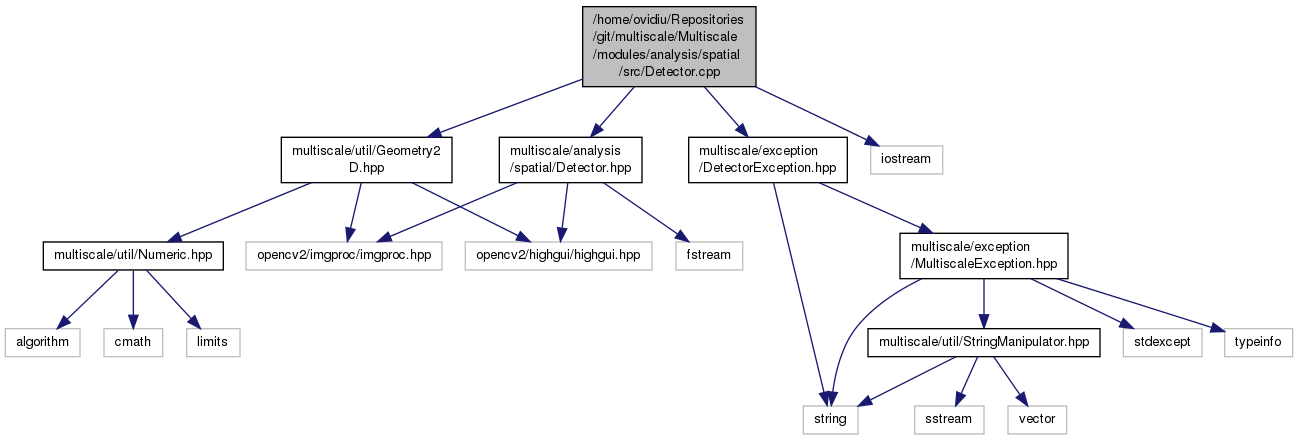 /home/ovidiu/Repositories
/git/multiscale/Multiscale
/modules/analysis/spatial
/src/Detector.cpp
multiscale/util/Geometry2
D.hpp
multiscale/analysis
/spatial/Detector.hpp
multiscale/exception
/DetectorException.hpp
iostream
multiscale/util/Numeric.hpp
opencv2/imgproc/imgproc.hpp
opencv2/highgui/highgui.hpp
fstream
multiscale/exception
/MultiscaleException.hpp
algorithm
cmath
limits
multiscale/util/StringManipulator.hpp
stdexcept
typeinfo
string
sstream
vector